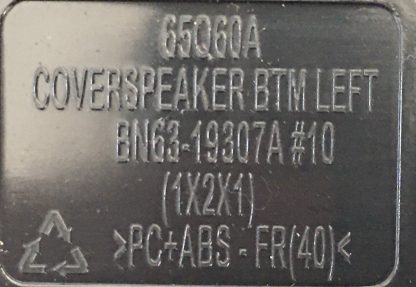 65Q60A
COVERSPEAKER BTM LEFT
BN63-19307A #10
(1X2X1)
>PC+ABS - FR(40)<